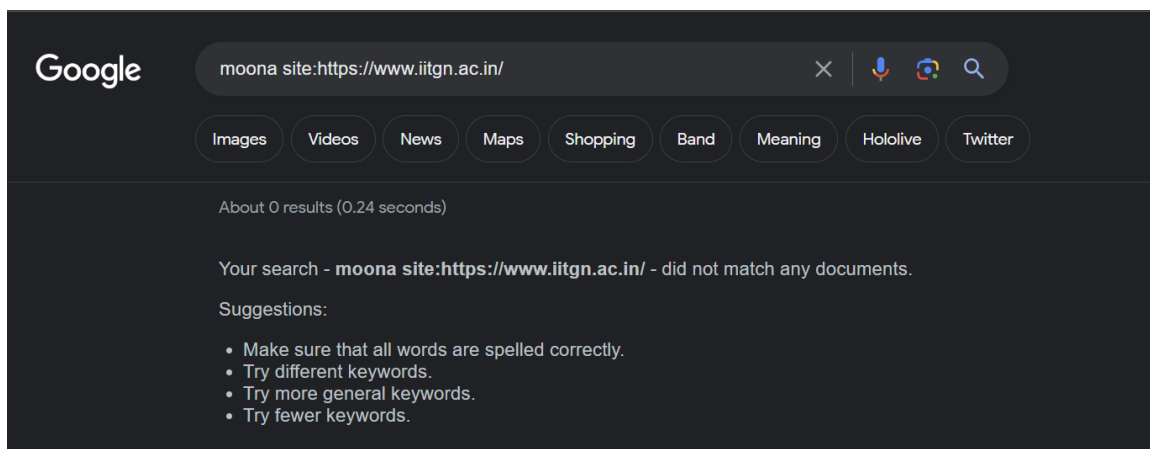 Google
moona site:https://www.iitgn.ac.in/
Images Videos News Maps Shopping Band Meaning Hololive Twitter
About 0 results (0.24 seconds)
Your search - moona site:https://www.iitgn.ac.in/ - did not match any documents.
Suggestions:
• Make sure that all words are spelled correctly.
• Try different keywords.
• Try more general keywords.
• Try fewer keywords.